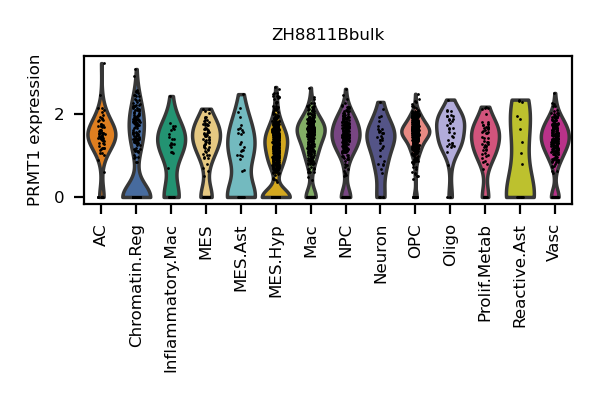 ZH8811Bbulk
PRMT1 expression
2
0
AC
Chromatin.Reg
Inflammatory.Mac
MES
MES.Ast
MES.Hyp
Mac
NPC
Neuron
OPC
Oligo
Prolif.Metab
Reactive.Ast
Vasc